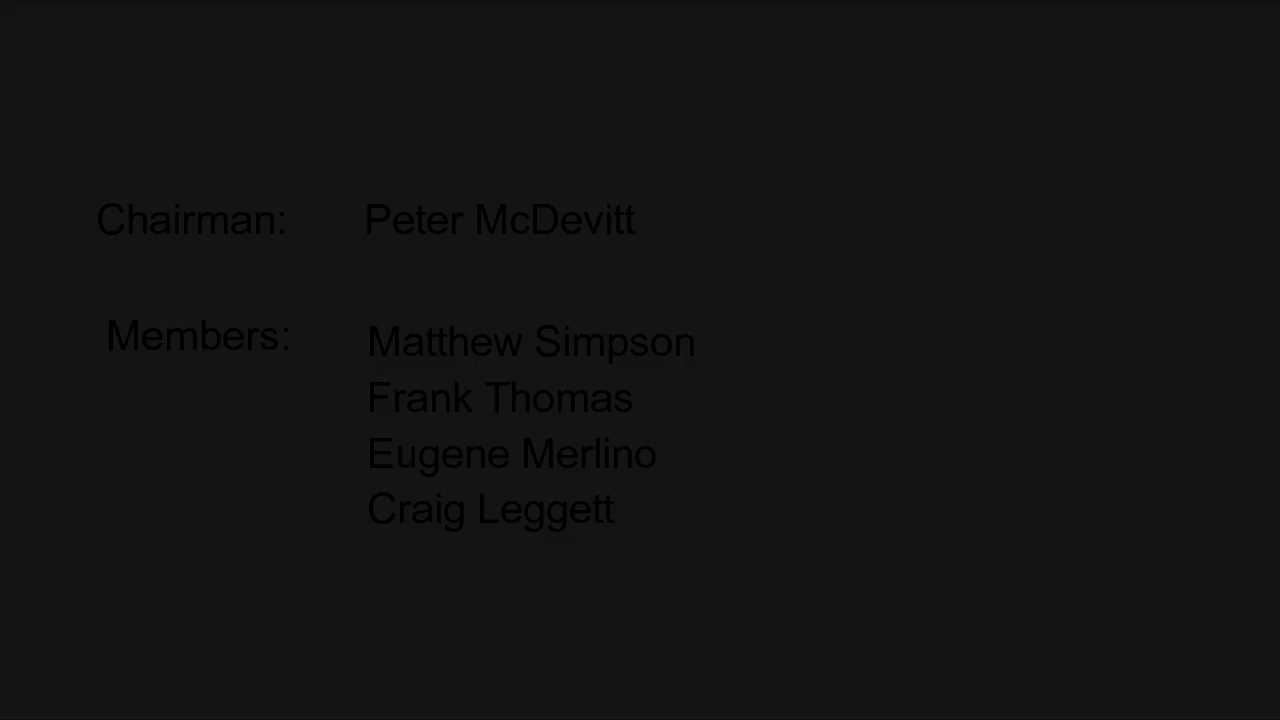 Chairman: Peter McDevitt
Members: Matthew Simpson
Frank Thomas
Eugene Merlino
Craig Leggett